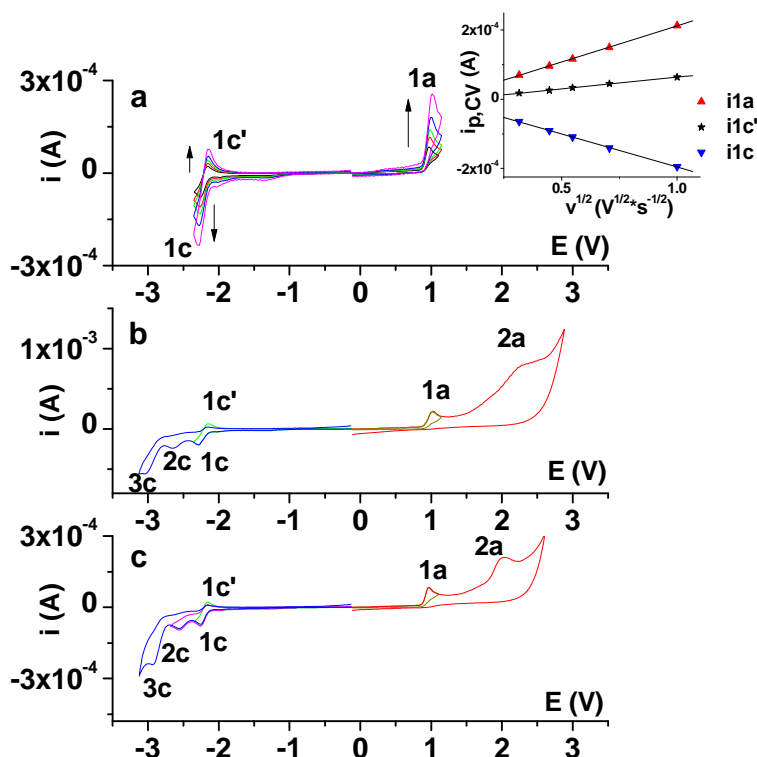 a
3x10⁻⁴
0
-3x10⁻⁴
i (A)
1c'
1c
1a
E (V)
-3 -2 -1 0 1 2 3
2x10⁻⁴
0
-2x10⁻⁴
i_p,CV (A)
0.5 1.0
v^1/2 (V^1/2*s^-1/2)
i1a
i1c'
i1c
b
1x10⁻³
0
i (A)
1c'
3c 2c 1c
1a
2a
E (V)
-3 -2 -1 0 1 2 3
c
3x10⁻⁴
0
-3x10⁻⁴
i (A)
1c'
3c 2c 1c
1a
2a
E (V)
-3 -2 -1 0 1 2 3